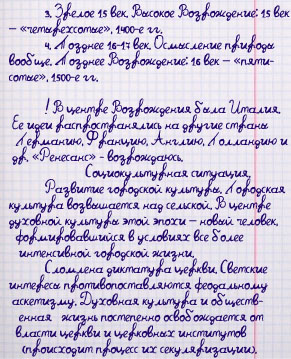 3. Зрелое 15 век. Высокое Возрождение: 15 век
– «четырехсотые», 1400-е гг.
4. Позднее 16-17 век. Осмысление природы
вообще. Позднее Возрождение: 16 век – «пяти-
сотые», 1500-е гг.
! В центре Возрождения была Италия.
Ее идеи распространялись на другие страны
Германию, Францию, Англию, Голландию и
др. «Ренесанс» - возрождаюсь.
Социокультурная ситуация.
Развитие городской культуры. Городская
культура возвышается над сельской. В центре
духовной культуры этой эпохи – новый человек,
формировавшийся в условиях все более
интенсивной городской жизни.
Сломлена диктатура церкви. Светские
интересы противопоставляются феодальному
аскетизму. Духовная культура и обществ-
енная жизнь постепенно освобождается от
власти церкви и церковных институтов
(происходит процесс их секуляризации).